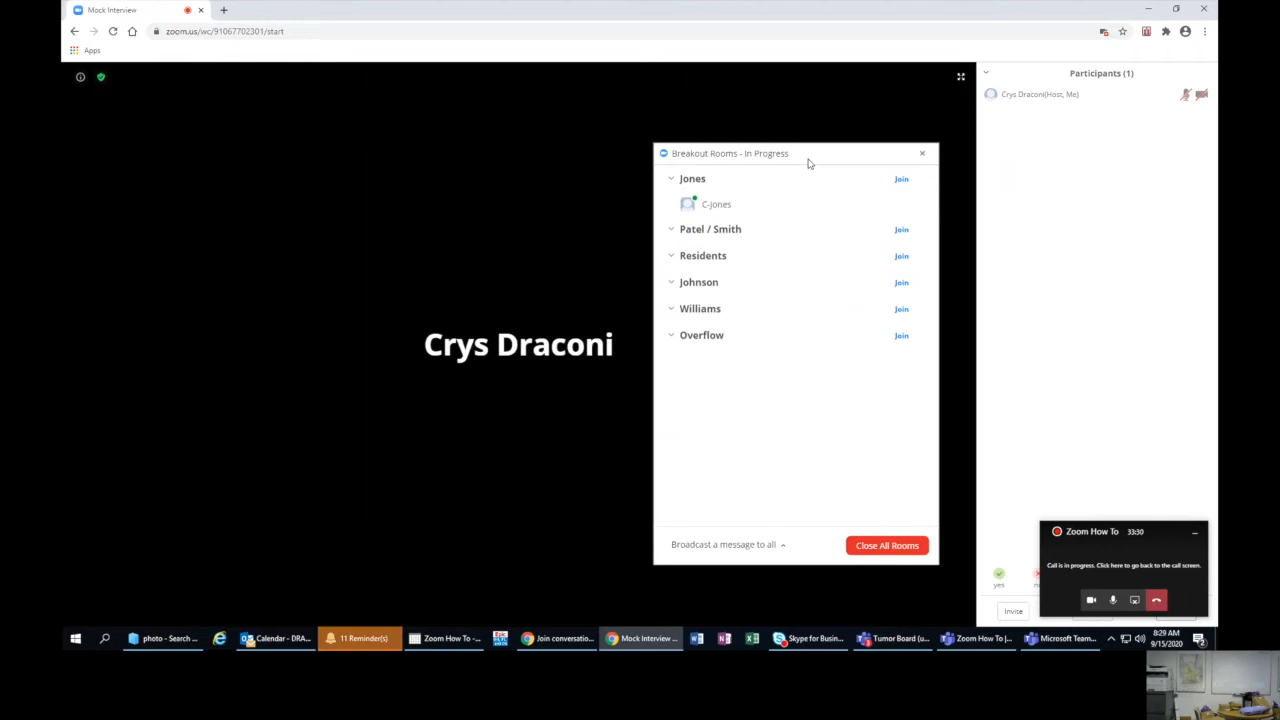 Mock Interview
zoom.us/wc/91067702301/start
Apps
Participants (1)
Crys Draconi(Host, Me)
Breakout Rooms - In Progress
Jones Join
C-Jones
Patel / Smith Join
Residents Join
Johnson Join
Williams Join
Overflow Join
Crys Draconi
Broadcast a message to all
Close All Rooms
Zoom How To 33:30
Call is in progress. Click here to go back to the call screen.
yes
Invite
photo - Search ...
Calendar - DRA...
11 Reminder(s)
Zoom How To -...
Join conversatio...
Mock Interview ...
Skype for Busin...
Tumor Board (u...
Zoom How To |...
Microsoft Team...
8:29 AM
9/15/2020